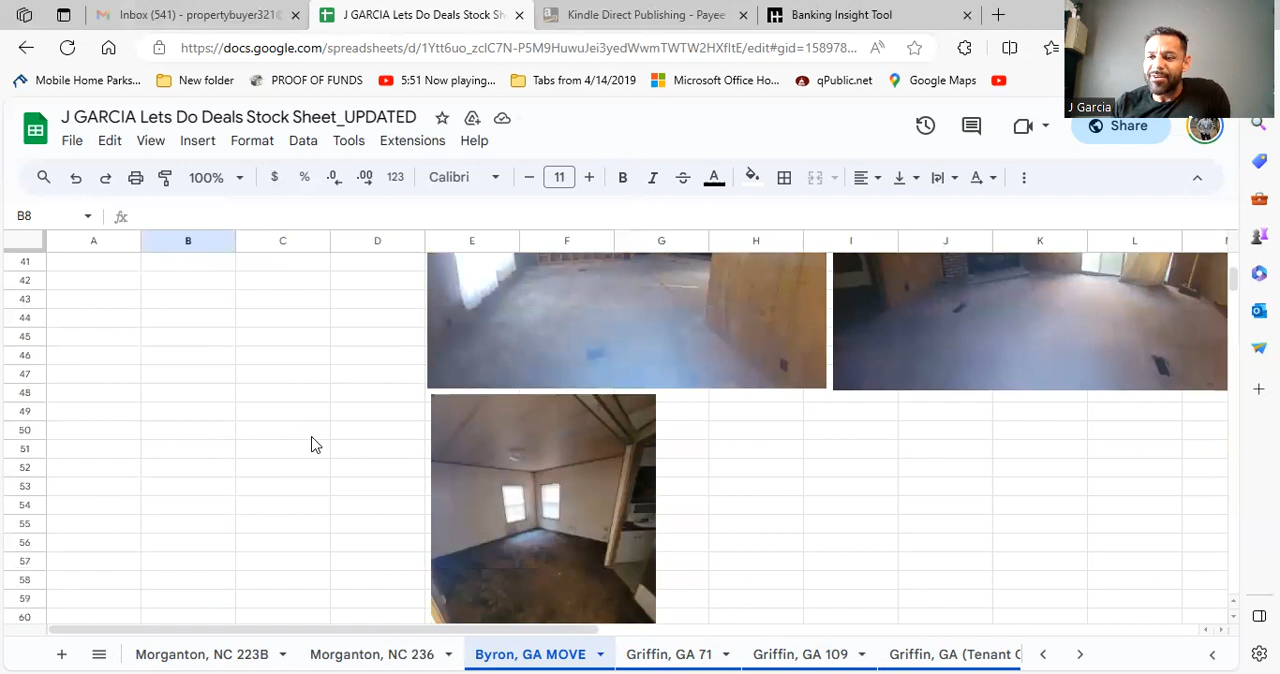 Inbox (541) - propertybuyer321@
J GARCIA Lets Do Deals Stock Sh
Kindle Direct Publishing - Payee
Banking Insight Tool
https://docs.google.com/spreadsheets/d/1Ytt6uo_zclC7N-P5M9HuwuJei3yedWwmTWTW2HXfltE/edit#gid=158978...
Mobile Home Parks...
New folder
PROOF OF FUNDS
5:51 Now playing...
Tabs from 4/14/2019
Microsoft Office Ho...
qPublic.net
Google Maps
J Garcia
J GARCIA Lets Do Deals Stock Sheet_UPDATED
File Edit View Insert Format Data Tools Extensions Help
Share
100% $ % .0 .00 123 Calibri 11 B I S A A
B8 fx
A B C D E F G H I J K L
41
42
43
44
45
46
47
48
49
50
51
52
53
54
55
56
57
58
59
60
Morganton, NC 223B
Morganton, NC 236
Byron, GA MOVE
Griffin, GA 71
Griffin, GA 109
Griffin, GA (Tenant